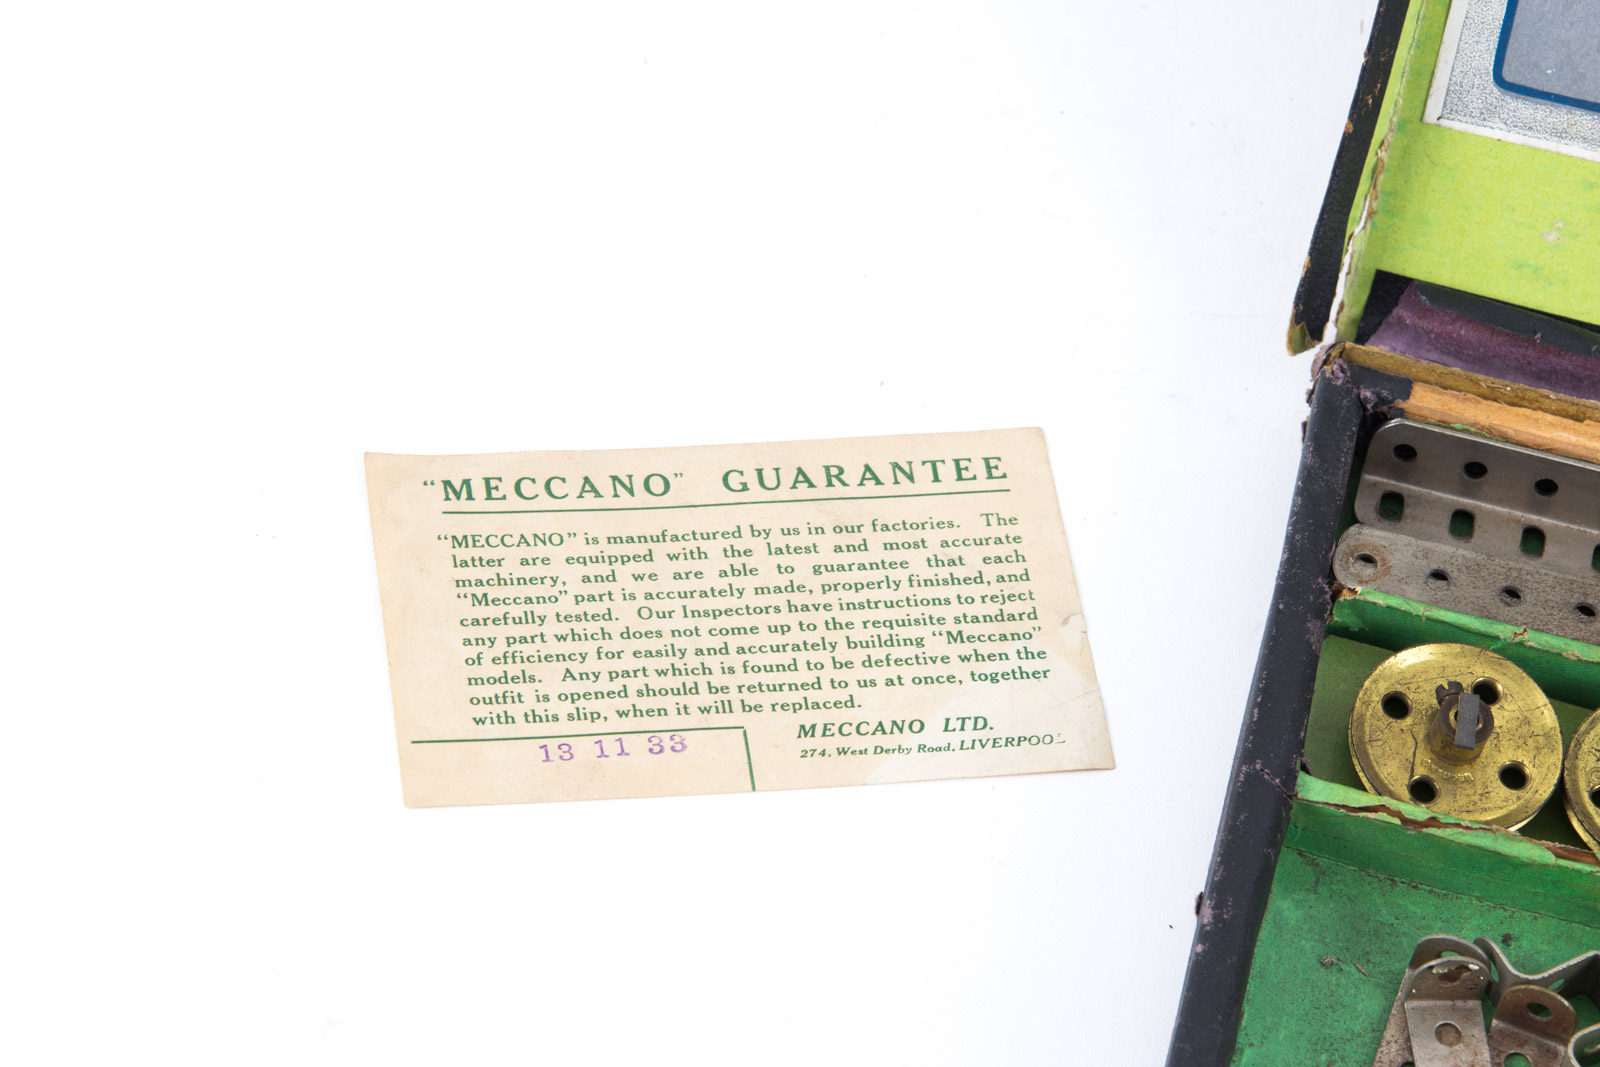 “MECCANO” GUARANTEE
“MECCANO” is manufactured by us in our factories. The
latter are equipped with the latest and most accurate
machinery, and we are able to guarantee that each
“Meccano” part is accurately made, properly finished, and
carefully tested. Our Inspectors have instructions to reject
any part which does not come up to the requisite standard
of efficiency for easily and accurately building “Meccano”
models. Any part which is found to be defective when the
outfit is opened should be returned to us at once, together
with this slip, when it will be replaced.
13 11 33
MECCANO LTD.
274, West Derby Road, LIVERPOOL